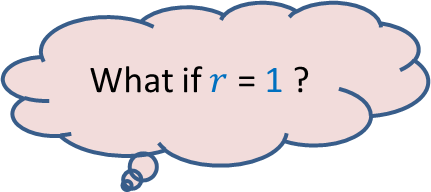 What if r = 1 ?